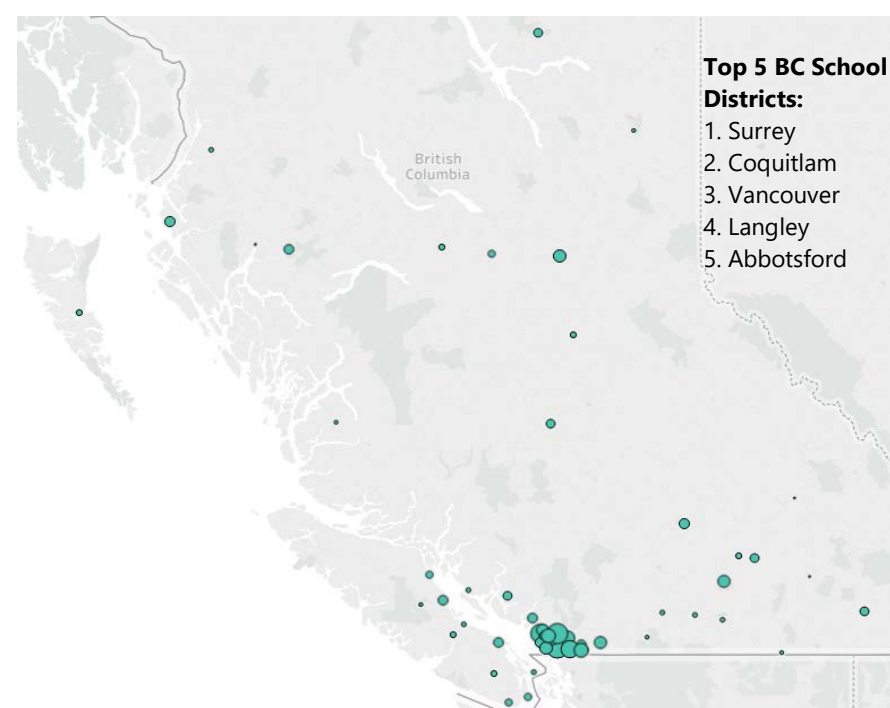 Top 5 BC School
Districts:
1. Surrey
2. Coquitlam
3. Vancouver
4. Langley
5. Abbotsford
British
Columbia